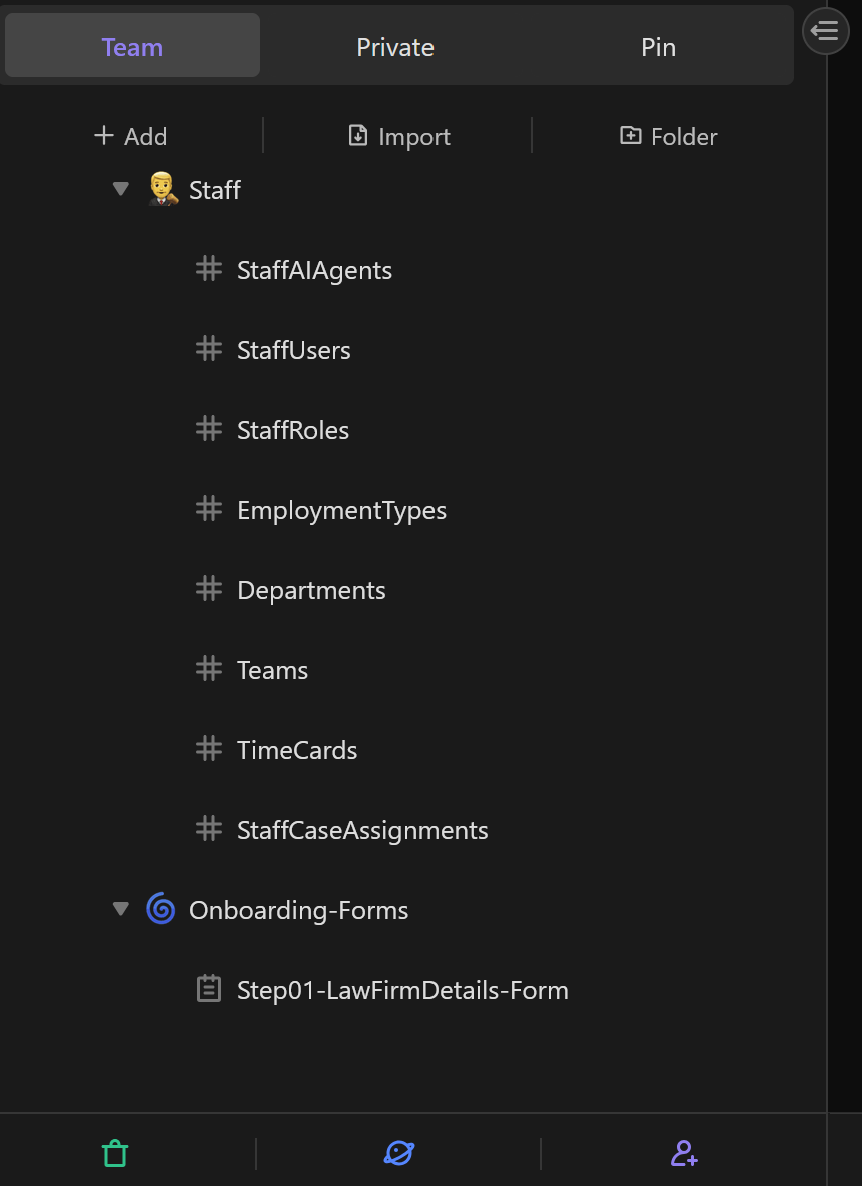 Team Private Pin
Add Import Folder
Staff
StaffAIAgents
StaffUsers
StaffRoles
EmploymentTypes
Departments
Teams
TimeCards
StaffCaseAssignments
Onboarding-Forms
Step01-LawFirmDetails-Form